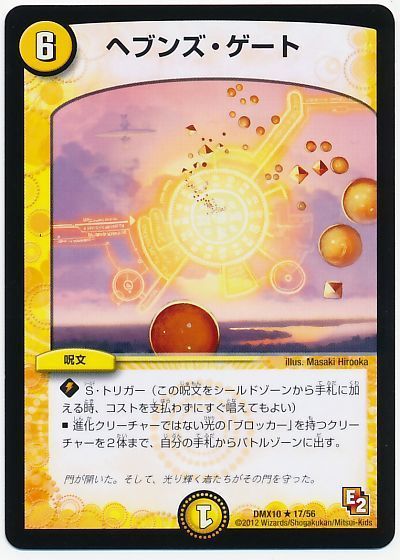 6
ヘブンズ・ゲート
呪文
illus. Masaki Hirooka
S・トリガー（この呪文をシールドゾーンから手札に加
える時、コストを支払わずにすぐ唱えてもよい）
■ 進化クリーチャーではない光の「ブロッカー」を持つクリー
チャーを２体まで、自分の手札からバトルゾーンに出す。
門が開いた。そして、光り輝く者たちがその門を守った。
1
DMX10 ★ 17/56
©2012 Wizards/Shogakukan/Mitsui-Kids
E2